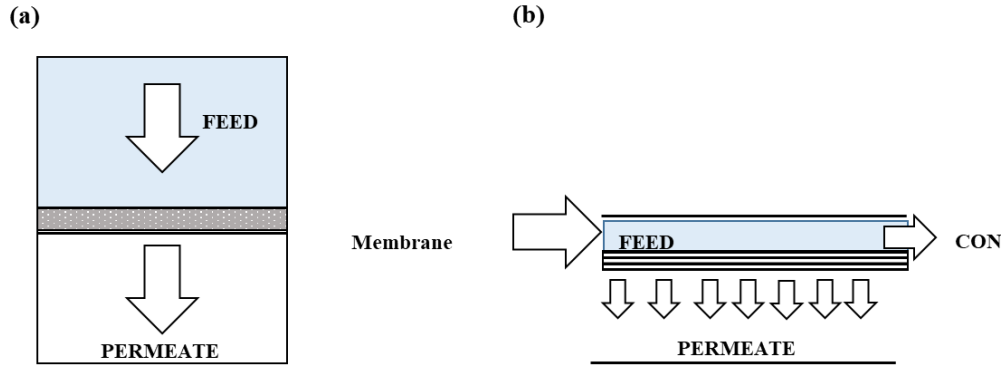 (a)
(b)
FEED
Membrane
FEED
CON
PERMEATE
PERMEATE